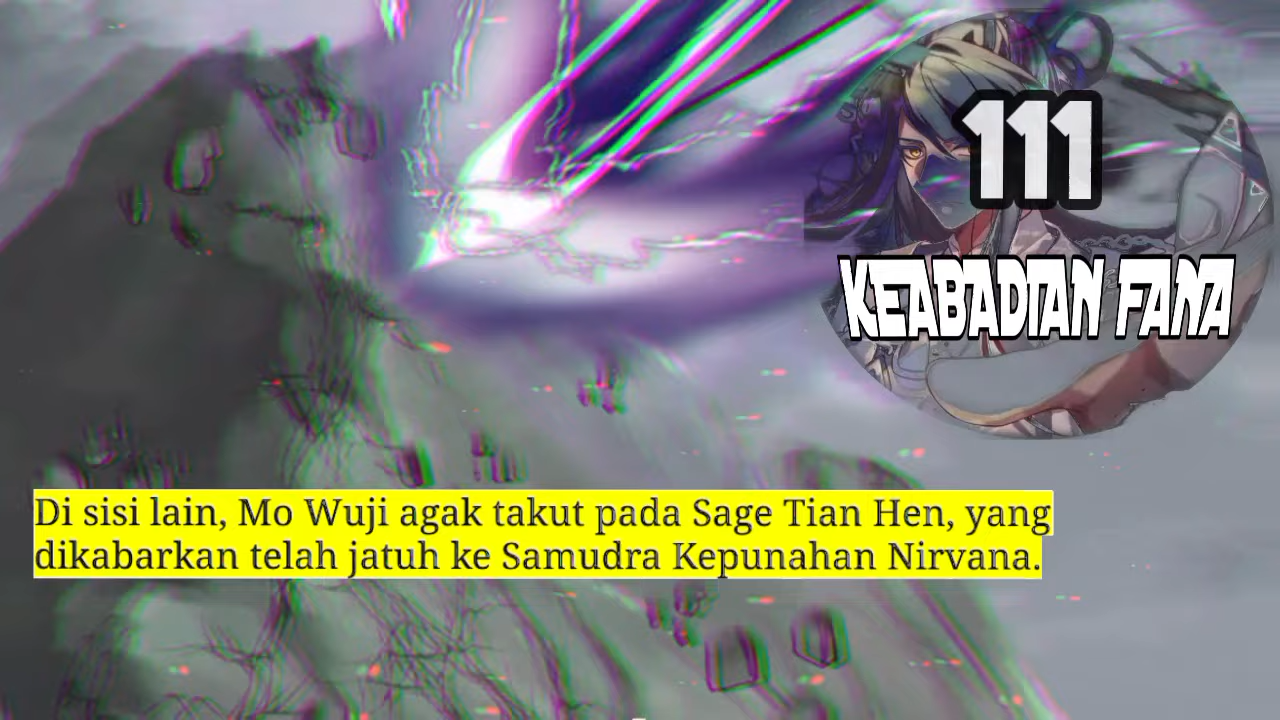 111
KEABADIAN FANA
Di sisi lain, Mo Wuji agak takut pada Sage Tian Hen, yang
dikabarkan telah jatuh ke Samudra Kepunahan Nirvana.